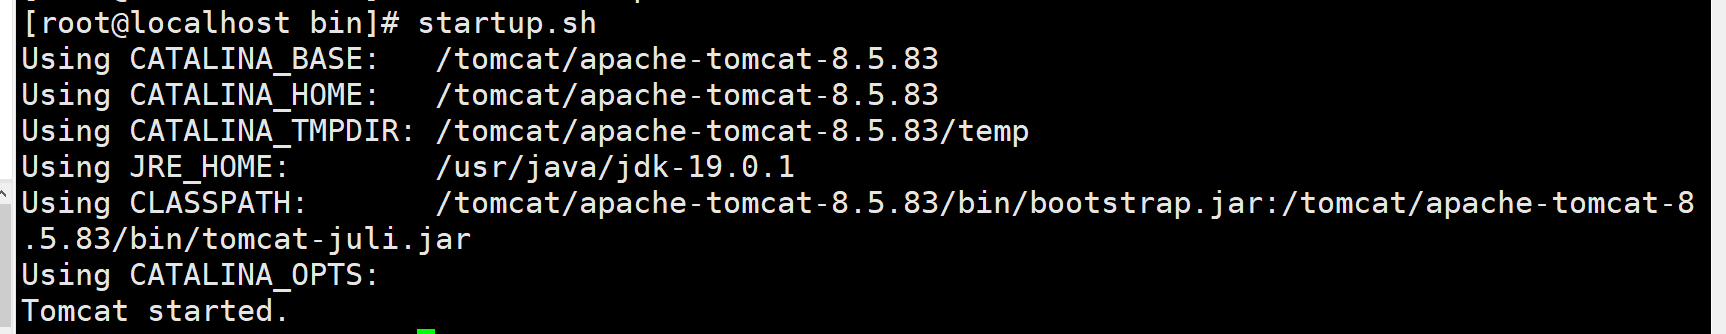 [root@localhost bin]# startup.sh
Using CATALINA_BASE:   /tomcat/apache-tomcat-8.5.83
Using CATALINA_HOME:   /tomcat/apache-tomcat-8.5.83
Using CATALINA_TMPDIR: /tomcat/apache-tomcat-8.5.83/temp
Using JRE_HOME:        /usr/java/jdk-19.0.1
Using CLASSPATH:       /tomcat/apache-tomcat-8.5.83/bin/bootstrap.jar:/tomcat/apache-tomcat-8
.5.83/bin/tomcat-juli.jar
Using CATALINA_OPTS:
Tomcat started.